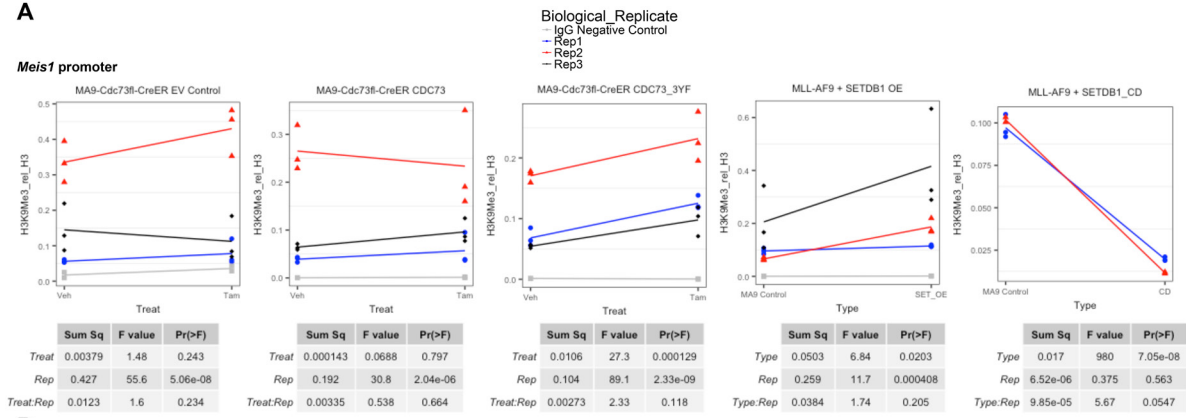 A
Biological_Replicate
IgG Negative Control
Rep1
Rep2
Rep3
Meis1 promoter
MA9-Cdc73fl-CreER EV Control
H3K9Me3_rel_H3
0.5
0.4
0.3
0.2
0.1
0.0
Veh
Tam
Treat
Sum Sq F value Pr(>F)
Treat 0.00379 1.48 0.243
Rep 0.427 55.6 5.06e-08
Treat:Rep 0.0123 1.6 0.234
MA9-Cdc73fl-CreER CDC73
H3K9Me3_rel_H3
0.3
0.2
0.1
0.0
Veh
Tam
Treat
Sum Sq F value Pr(>F)
Treat 0.000143 0.0688 0.797
Rep 0.192 30.8 2.04e-06
Treat:Rep 0.00335 0.538 0.664
MA9-Cdc73fl-CreER CDC73_3YF
H3K9Me3_rel_H3
0.2
0.1
0.0
Veh
Tam
Treat
Sum Sq F value Pr(>F)
Treat 0.0106 27.3 0.000129
Rep 0.104 89.1 2.33e-09
Treat:Rep 0.00273 2.33 0.118
MLL-AF9 + SETDB1 OE
H3K9Me3_rel_H3
0.6
0.4
0.2
0.0
MA9 Control
SET_OE
Type
Sum Sq F value Pr(>F)
Type 0.0503 6.84 0.0203
Rep 0.259 11.7 0.000408
Type:Rep 0.0384 1.74 0.205
MLL-AF9 + SETDB1_CD
H3K9Me3_rel_H3
0.100
0.075
0.050
0.025
MA9 Control
CD
Type
Sum Sq F value Pr(>F)
Type 0.017 980 7.05e-08
Rep 6.52e-06 0.375 0.563
Type:Rep 9.85e-05 5.67 0.0547